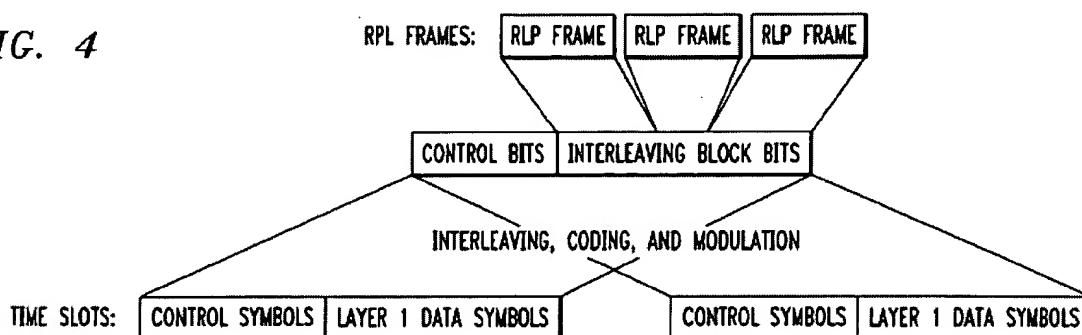 IG. 4
RPL FRAMES: RLP FRAME RLP FRAME RLP FRAME
CONTROL BITS INTERLEAVING BLOCK BITS
INTERLEAVING, CODING, AND MODULATION
TIME SLOTS: CONTROL SYMBOLS LAYER 1 DATA SYMBOLS CONTROL SYMBOLS LAYER 1 DATA SYMBOLS